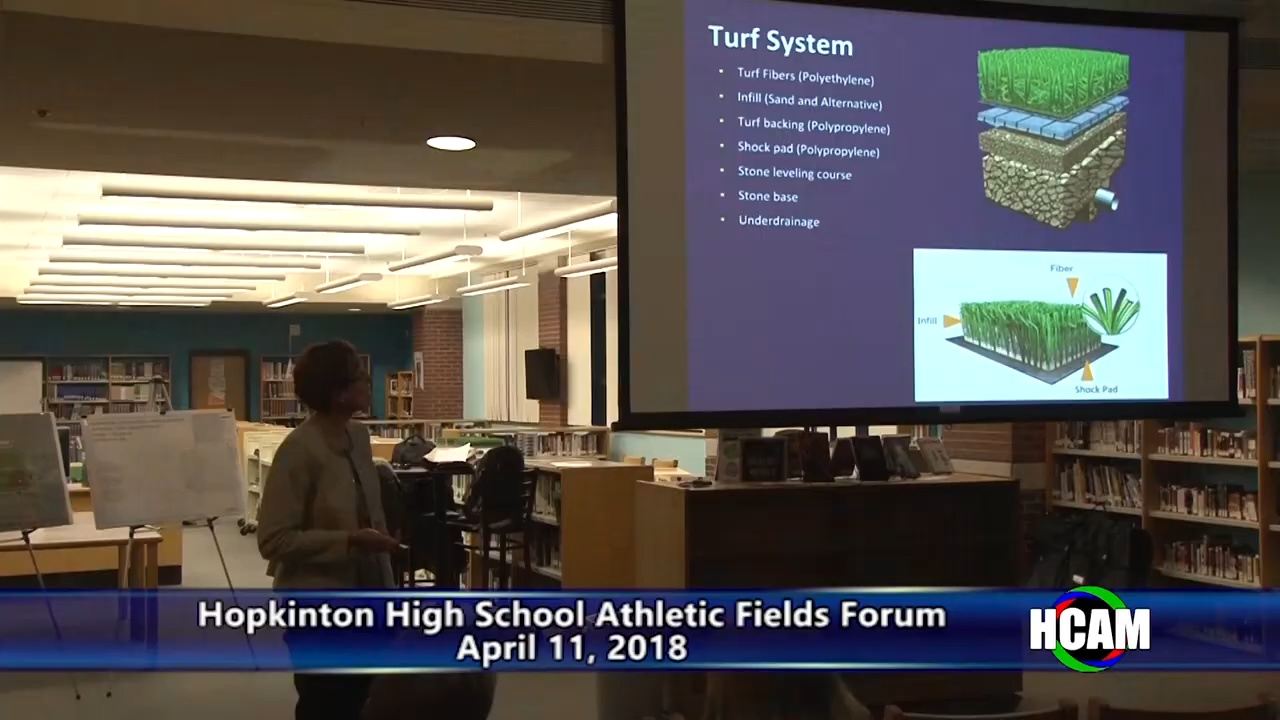 Turf System
• Turf Fibers (Polyethylene)
• Infill (Sand and Alternative)
• Turf backing (Polypropylene)
• Shock pad (Polypropylene)
• Stone leveling course
• Stone base
• Underdrainage
Fiber
Infill
Shock Pad
Hopkinton High School Athletic Fields Forum
April 11, 2018
HCAM